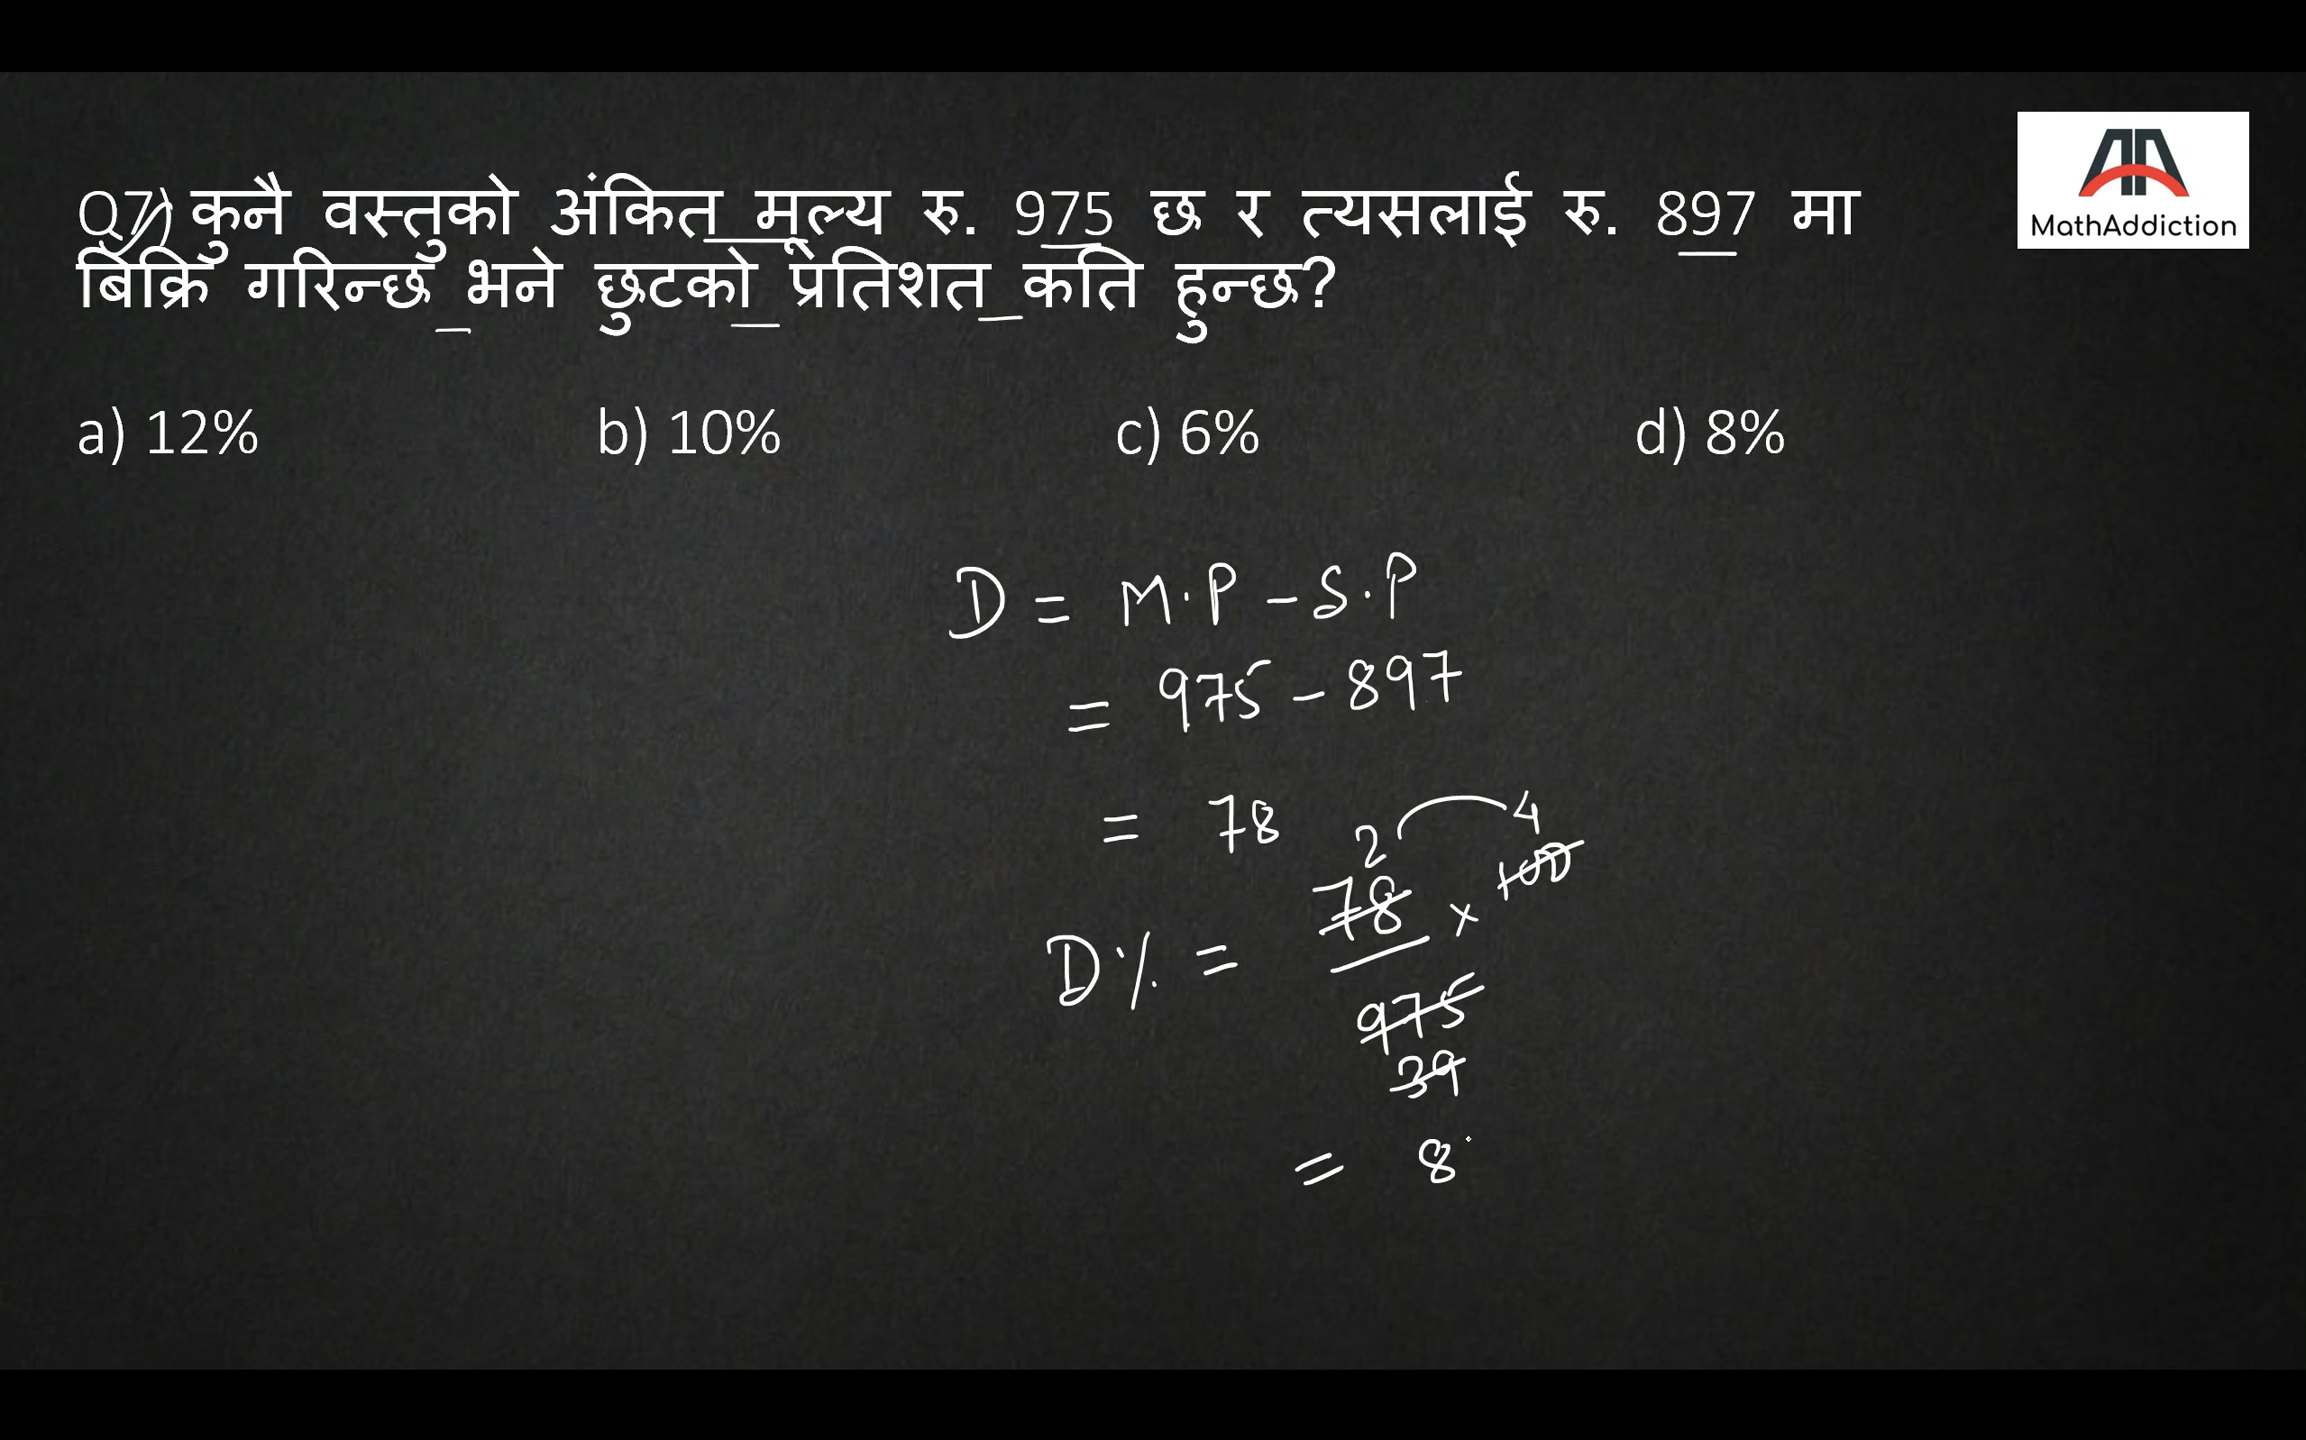 Q7) कुनै वस्तुको अंकित मूल्य रु. 975 छ र त्यसलाई रु. 897 मा
बिक्रि गरिन्छ भने छुटको प्रतिशत कति हुन्छ?
MathAddiction
a) 12% b) 10% c) 6% d) 8%
D = M.P - S.P
= 975 - 897
= 78
2 4
D% = 78 × 100
975
39
= 8